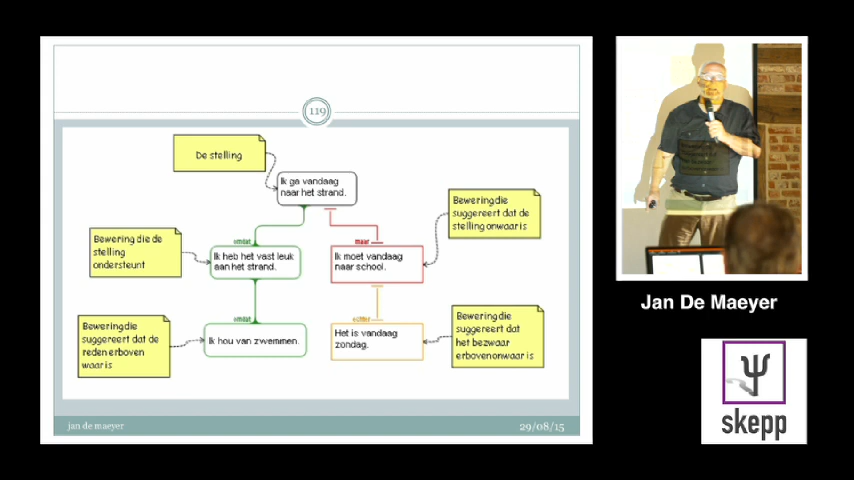 119
De stelling
Ik ga vandaag
naar het strand.
Bewering die
suggereert dat de
stelling onwaar is
Bewering die de
stelling
ondersteunt
omdat
Ik heb het vast leuk
aan het strand.
maar
Ik moet vandaag
naar school.
Bewering die
suggereert dat de
reden erboven
waar is
omdat
Ik hou van zwemmen.
echter
Het is vandaag
zondag.
Bewering die
suggereert dat
het bezwaar
erboven onwaar is
jan de maeyer
29/08/15
Jan De Maeyer
skepp